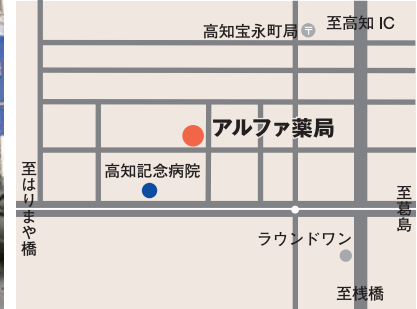 高知宝永町局 〒
至高知 IC
アルファ薬局
高知記念病院
至はりまや橋
至葛島
ラウンドワン
至桟橋